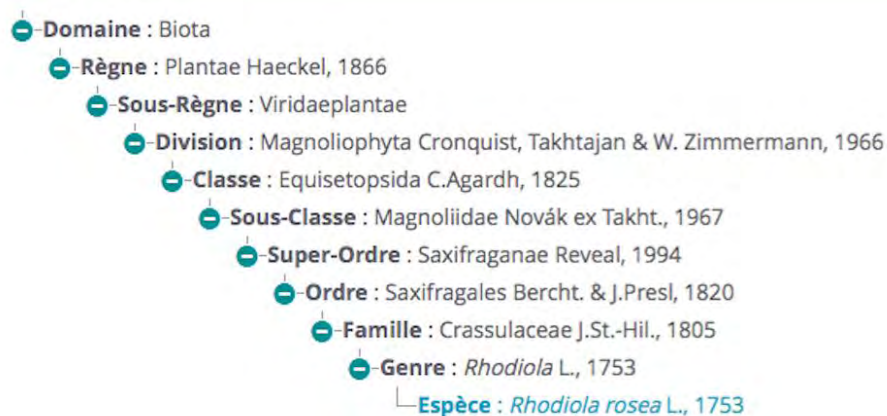 Domaine : Biota
Règne : Plantae Haeckel, 1866
Sous-Règne : Viridaeplantae
Division : Magnoliophyta Cronquist, Takhtajan & W. Zimmermann, 1966
Classe : Equisetopsida C.Agardh, 1825
Sous-Classe : Magnoliidae Novák ex Takht., 1967
Super-Ordre : Saxifraganae Reveal, 1994
Ordre : Saxifragales Bercht. & J.Presl, 1820
Famille : Crassulaceae J.St.-Hil., 1805
Genre : Rhodiola L., 1753
Espèce : Rhodiola rosea L., 1753